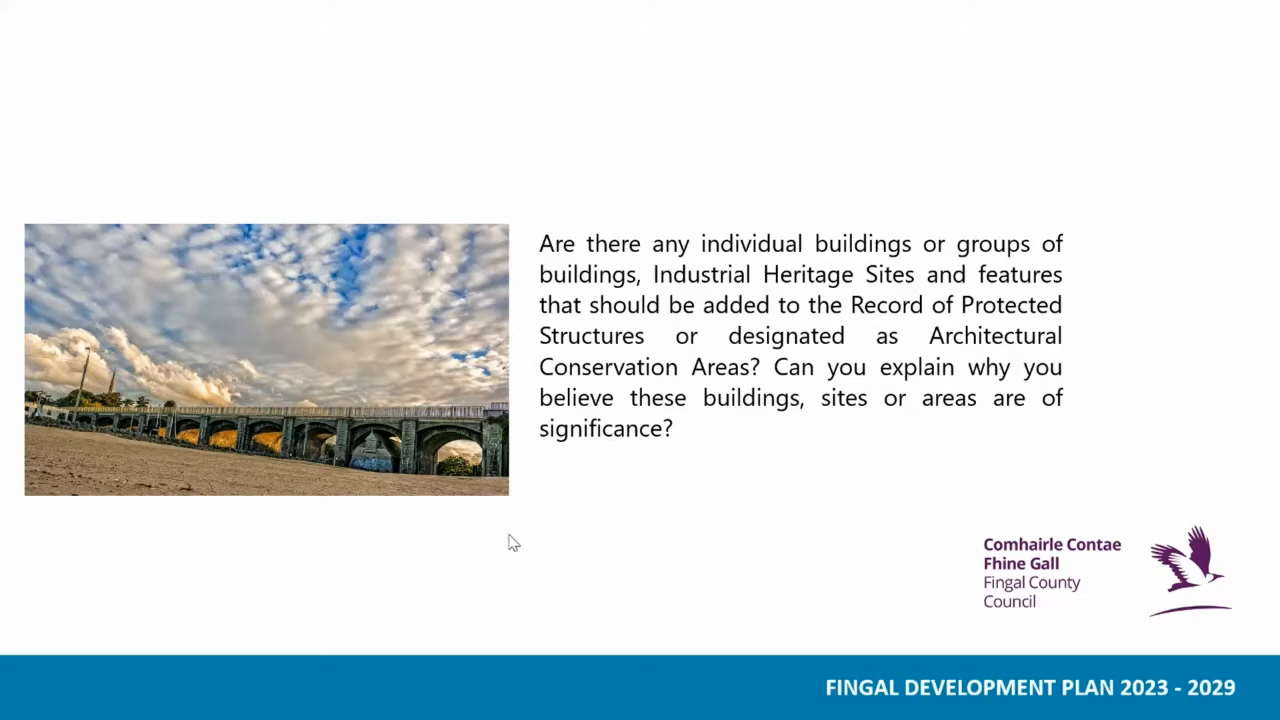 Are there any individual buildings or groups of
buildings, Industrial Heritage Sites and features
that should be added to the Record of Protected
Structures or designated as Architectural
Conservation Areas? Can you explain why you
believe these buildings, sites or areas are of
significance?
Comhairle Contae
Fhine Gall
Fingal County
Council
FINGAL DEVELOPMENT PLAN 2023 - 2029